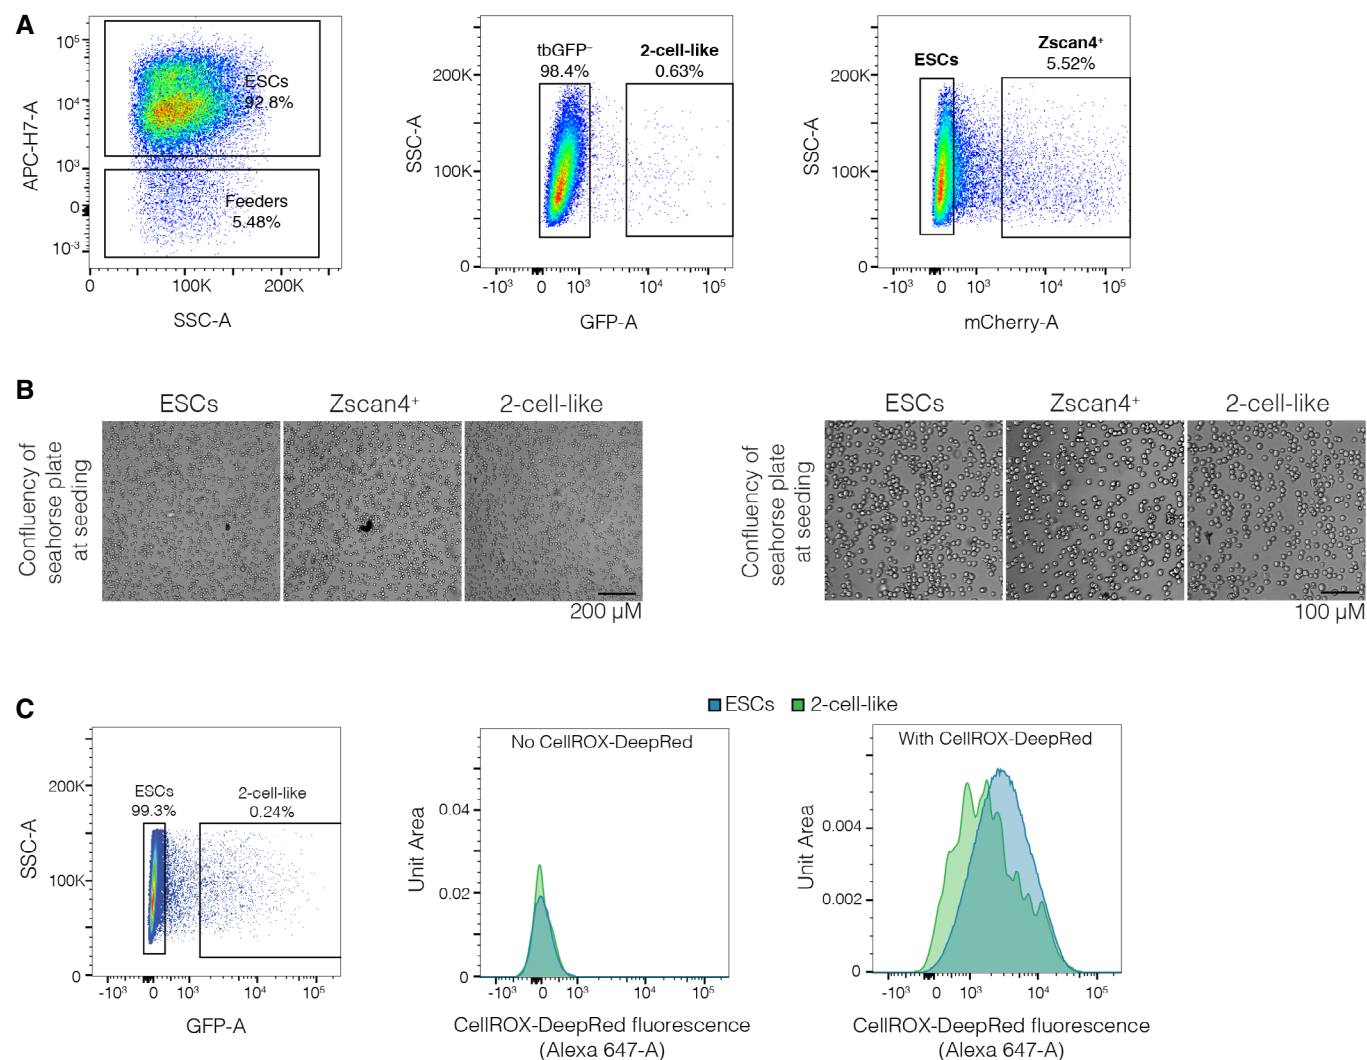 A
APC-H7-A
10⁵
10⁴
10³
0
10⁻³
ESCs
92.8%
Feeders
5.48%
0
100K
200K
SSC-A
SSC-A
200K
100K
0
tbGFP⁻
98.4%
2-cell-like
0.63%
-10³
0
10³
10⁴
10⁵
GFP-A
SSC-A
200K
100K
0
ESCs
Zscan4⁺
5.52%
-10³
0
10³
10⁴
10⁵
mCherry-A
B
Confluency of
seahorse plate
at seeding
ESCs
Zscan4⁺
2-cell-like
200 µM
Confluency of
seahorse plate
at seeding
ESCs
Zscan4⁺
2-cell-like
100 µM
C
ESCs
2-cell-like
SSC-A
200K
100K
0
ESCs
99.3%
2-cell-like
0.24%
-10³
0
10³
10⁴
10⁵
GFP-A
No CellROX-DeepRed
Unit Area
0.04
0.02
0
-10³
0
10³
10⁴
10⁵
CellROX-DeepRed fluorescence
(Alexa 647-A)
With CellROX-DeepRed
Unit Area
0.004
0.002
0
-10³
0
10³
10⁴
10⁵
CellROX-DeepRed fluorescence
(Alexa 647-A)